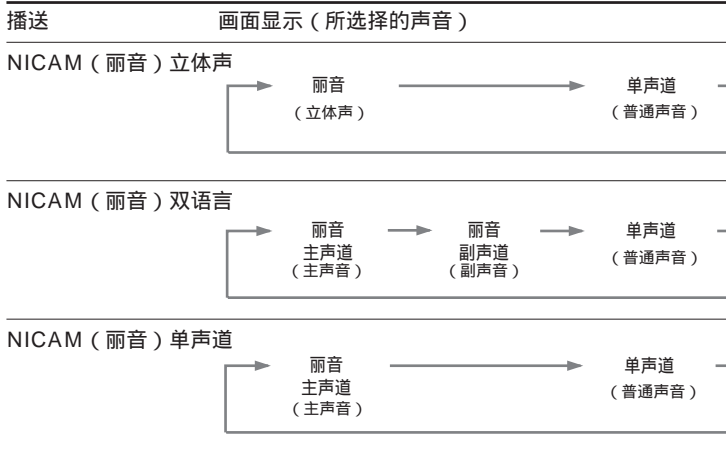 播送 画面显示（所选择的声音）
NICAM（丽音）立体声
丽音 单声道
（立体声） （普通声音）
NICAM（丽音）双语言
丽音 丽音 单声道
主声道 副声道 （普通声音）
（主声音） （副声音）
NICAM（丽音）单声道
丽音 单声道
主声道 （普通声音）
（主声音）